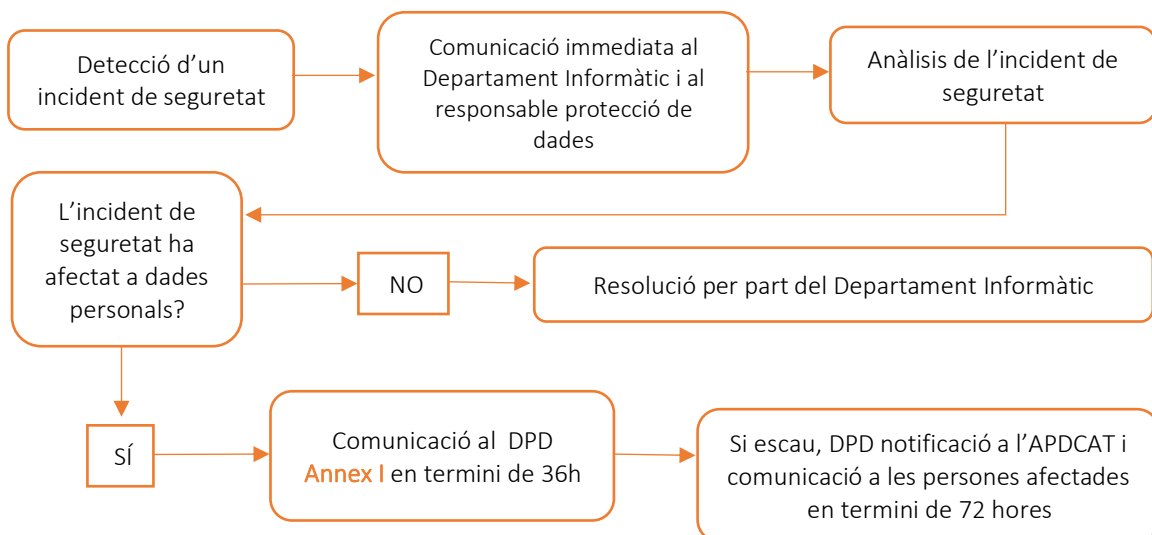 Detecció d’un
incident de seguretat
Comunicació immediata al
Departament Informàtic i al
responsable protecció de
dades
Anàlisis de l’incident de
seguretat
L’incident de
seguretat ha
afectat a dades
personals?
NO
Resolució per part del Departament Informàtic
SÍ
Comunicació al DPD
Annex I en termini de 36h
Si escau, DPD notificació a l’APDCAT i
comunicació a les persones afectades
en termini de 72 hores